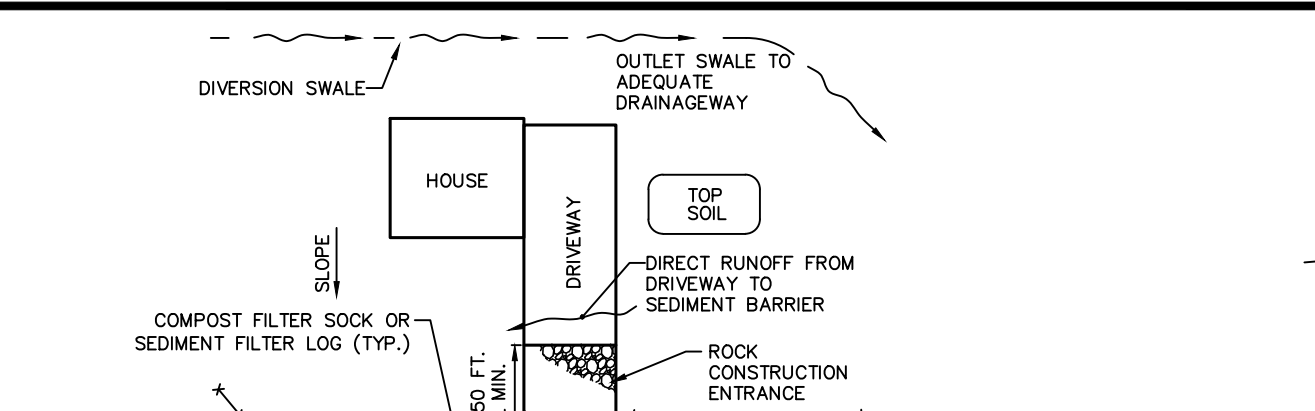 DIVERSION SWALE
OUTLET SWALE TO
ADEQUATE
DRAINAGEWAY
HOUSE
DRIVEWAY
TOP
SOIL
SLOPE
DIRECT RUNOFF FROM
DRIVEWAY TO
SEDIMENT BARRIER
COMPOST FILTER SOCK OR
SEDIMENT FILTER LOG (TYP.)
50 FT.
MIN.
ROCK
CONSTRUCTION
ENTRANCE